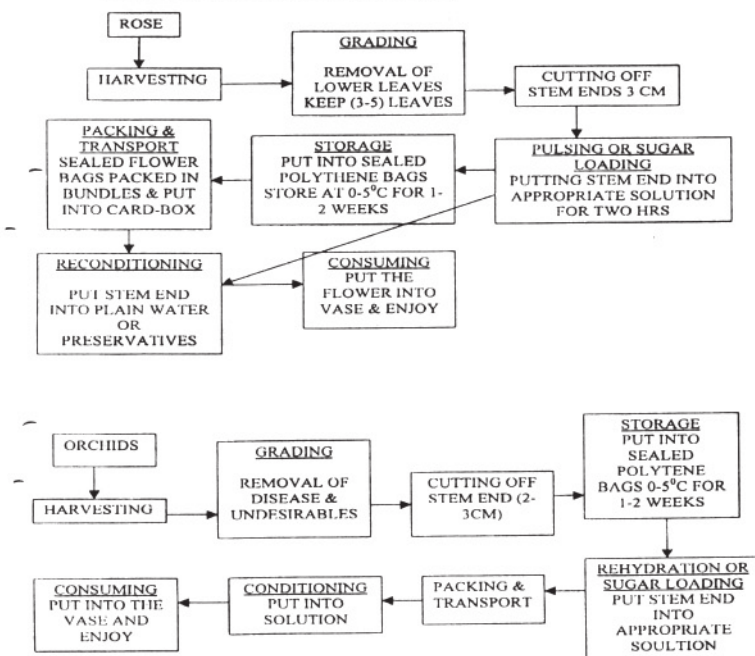 ROSE
HARVESTING
GRADING
REMOVAL OF
LOWER LEAVES
KEEP (3-5) LEAVES
CUTTING OFF
STEM ENDS 3 CM
PULSING OR SUGAR
LOADING
PUTTING STEM END INTO
APPROPRIATE SOLUTION
FOR TWO HRS
STORAGE
PUT INTO SEALED
POLYTHENE BAGS
STORE AT 0-5⁰C FOR 1-
2 WEEKS
PACKING &
TRANSPORT
SEALED FLOWER
BAGS PACKED IN
BUNDLES & PUT
INTO CARD-BOX
RECONDITIONING
PUT STEM END
INTO PLAIN WATER
OR
PRESERVATIVES
CONSUMING
PUT THE
FLOWER INTO
VASE & ENJOY
ORCHIDS
HARVESTING
GRADING
REMOVAL OF
DISEASE &
UNDESIRABLES
CUTTING OFF
STEM END (2-
3CM)
STORAGE
PUT INTO
SEALED
POLYTENE
BAGS 0-5⁰C FOR
1-2 WEEKS
REHYDRATION OR
SUGAR LOADING
PUT STEM END
INTO
APPROPRIATE
SOULTION
PACKING &
TRANSPORT
CONDITIONING
PUT INTO
SOLUTION
CONSUMING
PUT INTO THE
VASE AND
ENJOY